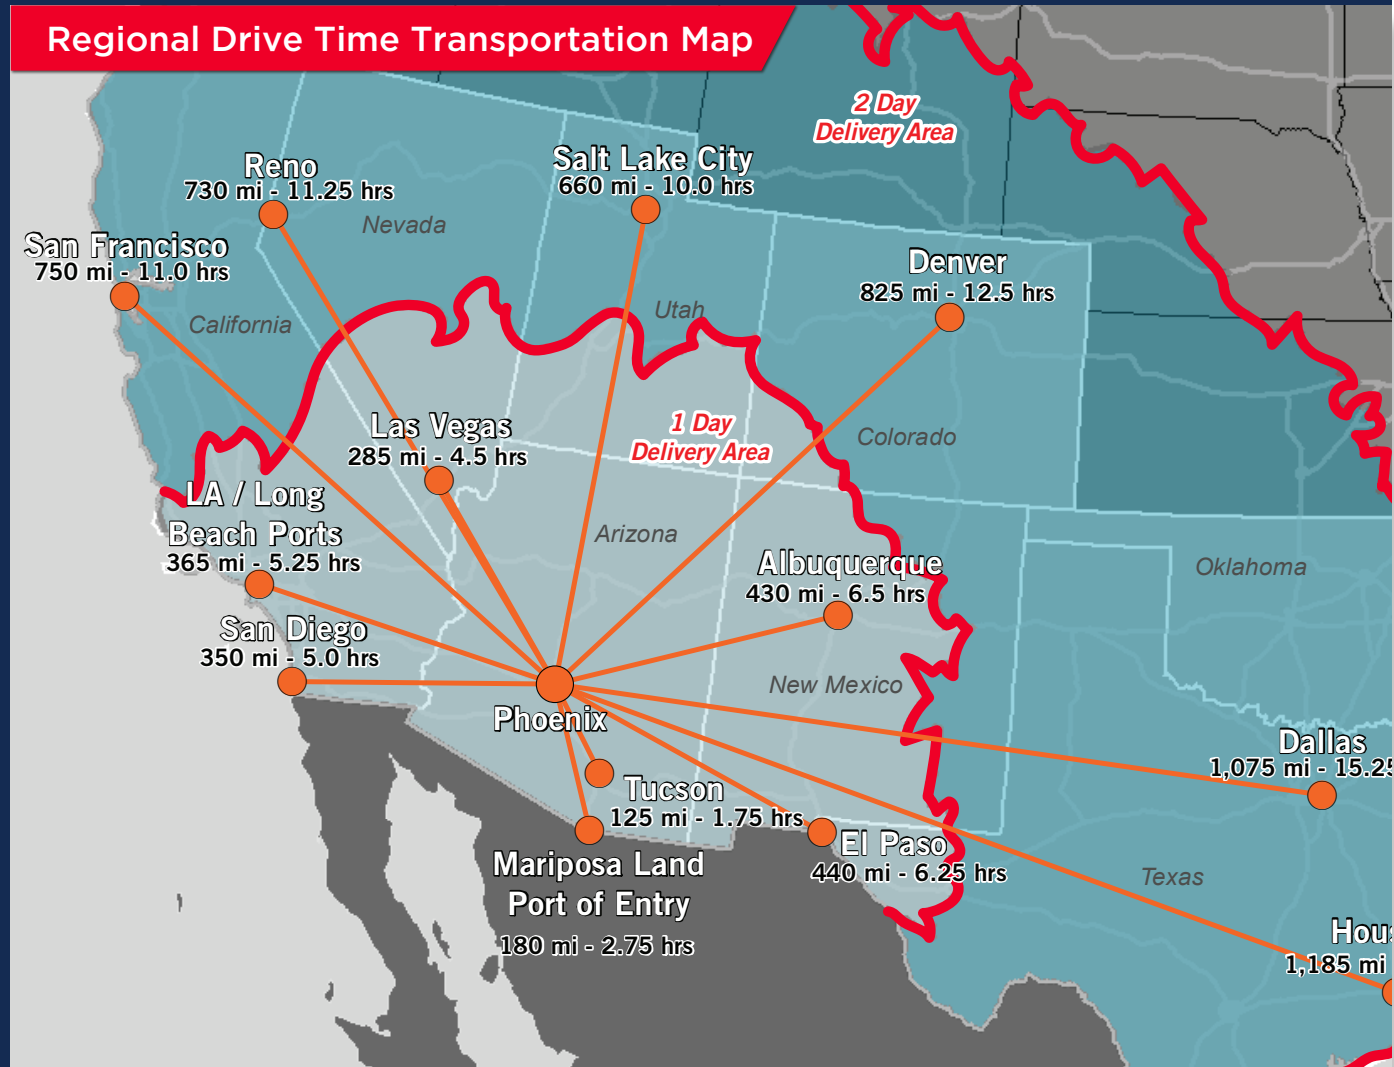 Regional Drive Time Transportation Map
2 Day
Delivery Area
Reno
730 mi - 11.25 hrs
Salt Lake City
660 mi - 10.0 hrs
Nevada
San Francisco
750 mi - 11.0 hrs
Denver
825 mi - 12.5 hrs
California
Utah
Las Vegas
285 mi - 4.5 hrs
1 Day
Delivery Area
Colorado
LA / Long
Beach Ports
365 mi - 5.25 hrs
Arizona
Albuquerque
430 mi - 6.5 hrs
Oklahoma
San Diego
350 mi - 5.0 hrs
New Mexico
Phoenix
Dallas
1,075 mi - 15.25
Tucson
125 mi - 1.75 hrs
El Paso
440 mi - 6.25 hrs
Texas
Mariposa Land
Port of Entry
180 mi - 2.75 hrs
1,185 mi